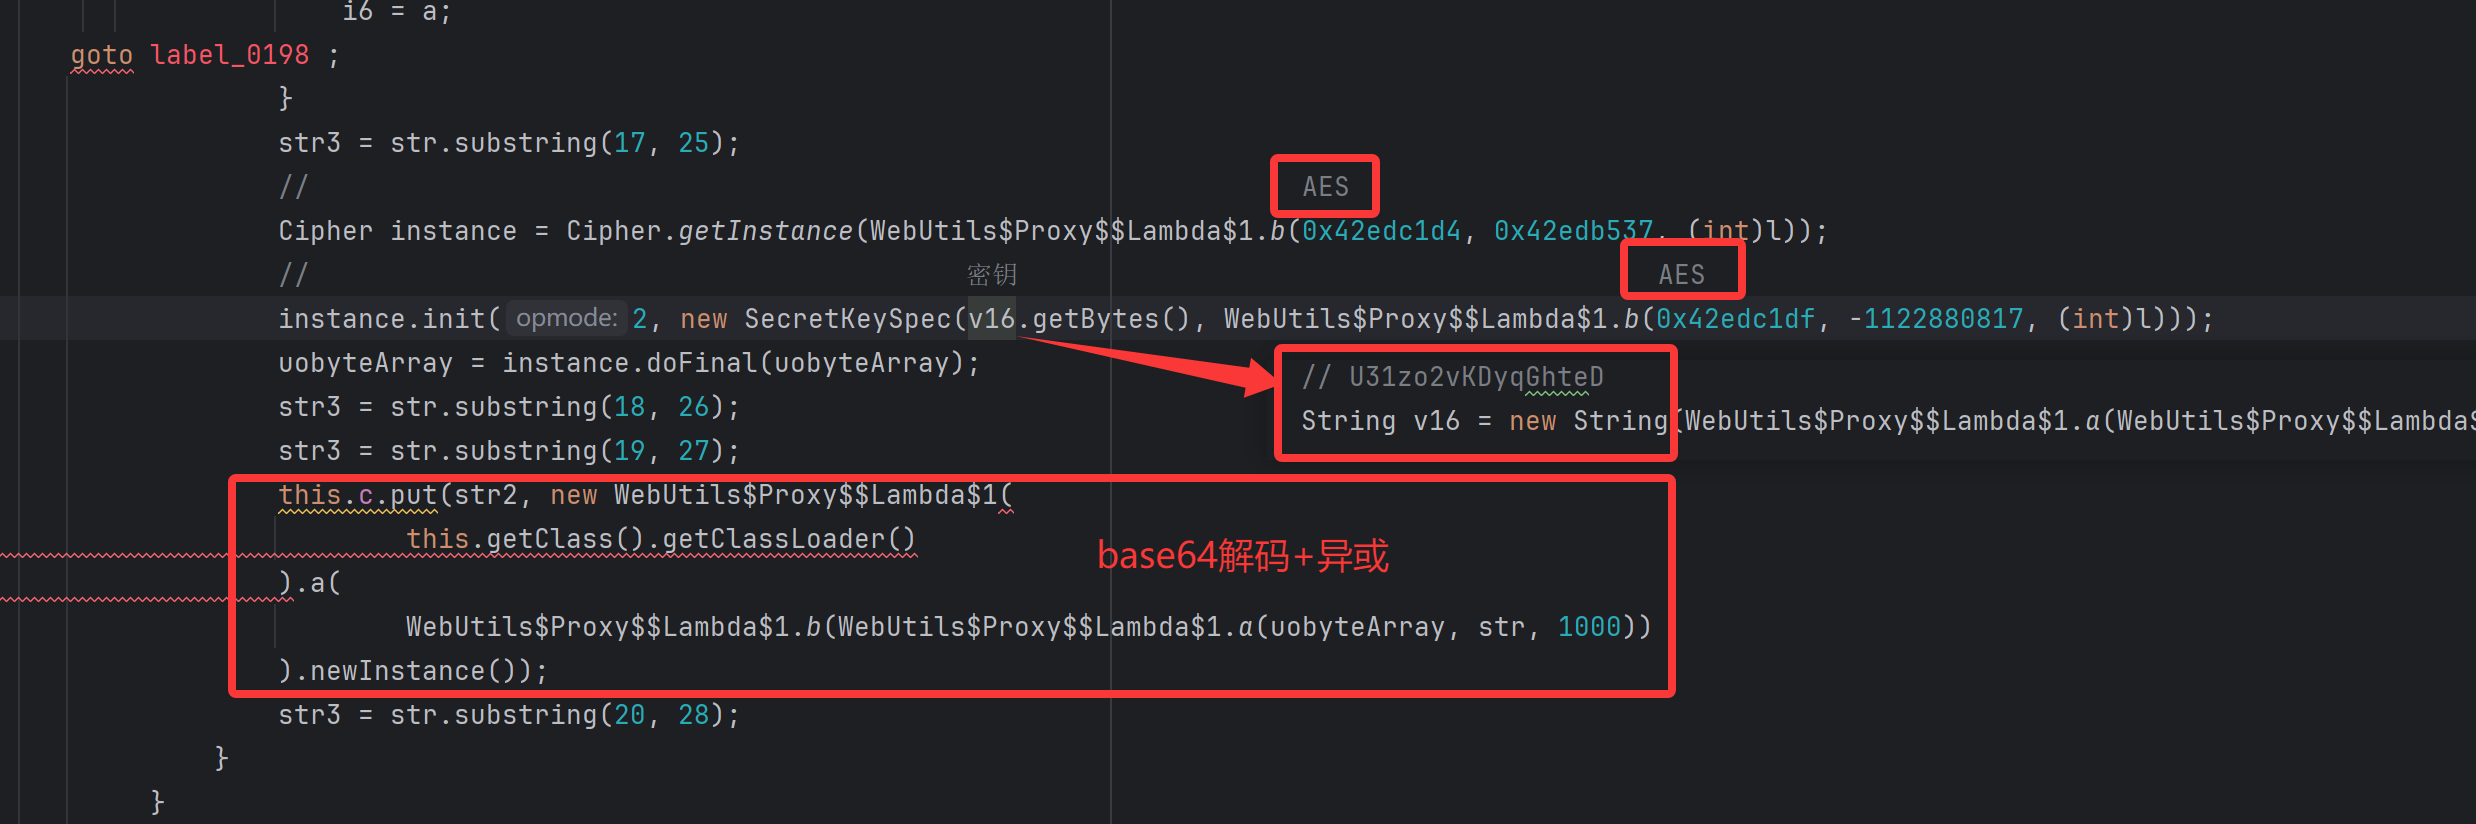 i6 = a;
goto label_0198 ;
}
str3 = str.substring(17, 25);
// AES
Cipher instance = Cipher.getInstance(WebUtils$Proxy$$Lambda$1.b(0x42edc1d4, 0x42edb537, (int)l));
// 密钥 AES
instance.init( opmode: 2, new SecretKeySpec(v16.getBytes(), WebUtils$Proxy$$Lambda$1.b(0x42edc1df, -1122880817, (int)l)));
uobyteArray = instance.doFinal(uobyteArray);
// U31zo2vKDyqGhteD
str3 = str.substring(18, 26);
String v16 = new String(WebUtils$Proxy$$Lambda$1.a(WebUtils$Proxy$$Lambda$
str3 = str.substring(19, 27);
this.c.put(str2, new WebUtils$Proxy$$Lambda$1(
this.getClass().getClassLoader()
base64解码+异或
).a(
WebUtils$Proxy$$Lambda$1.b(WebUtils$Proxy$$Lambda$1.a(uobyteArray, str, 1000))
).newInstance());
str3 = str.substring(20, 28);
}
}